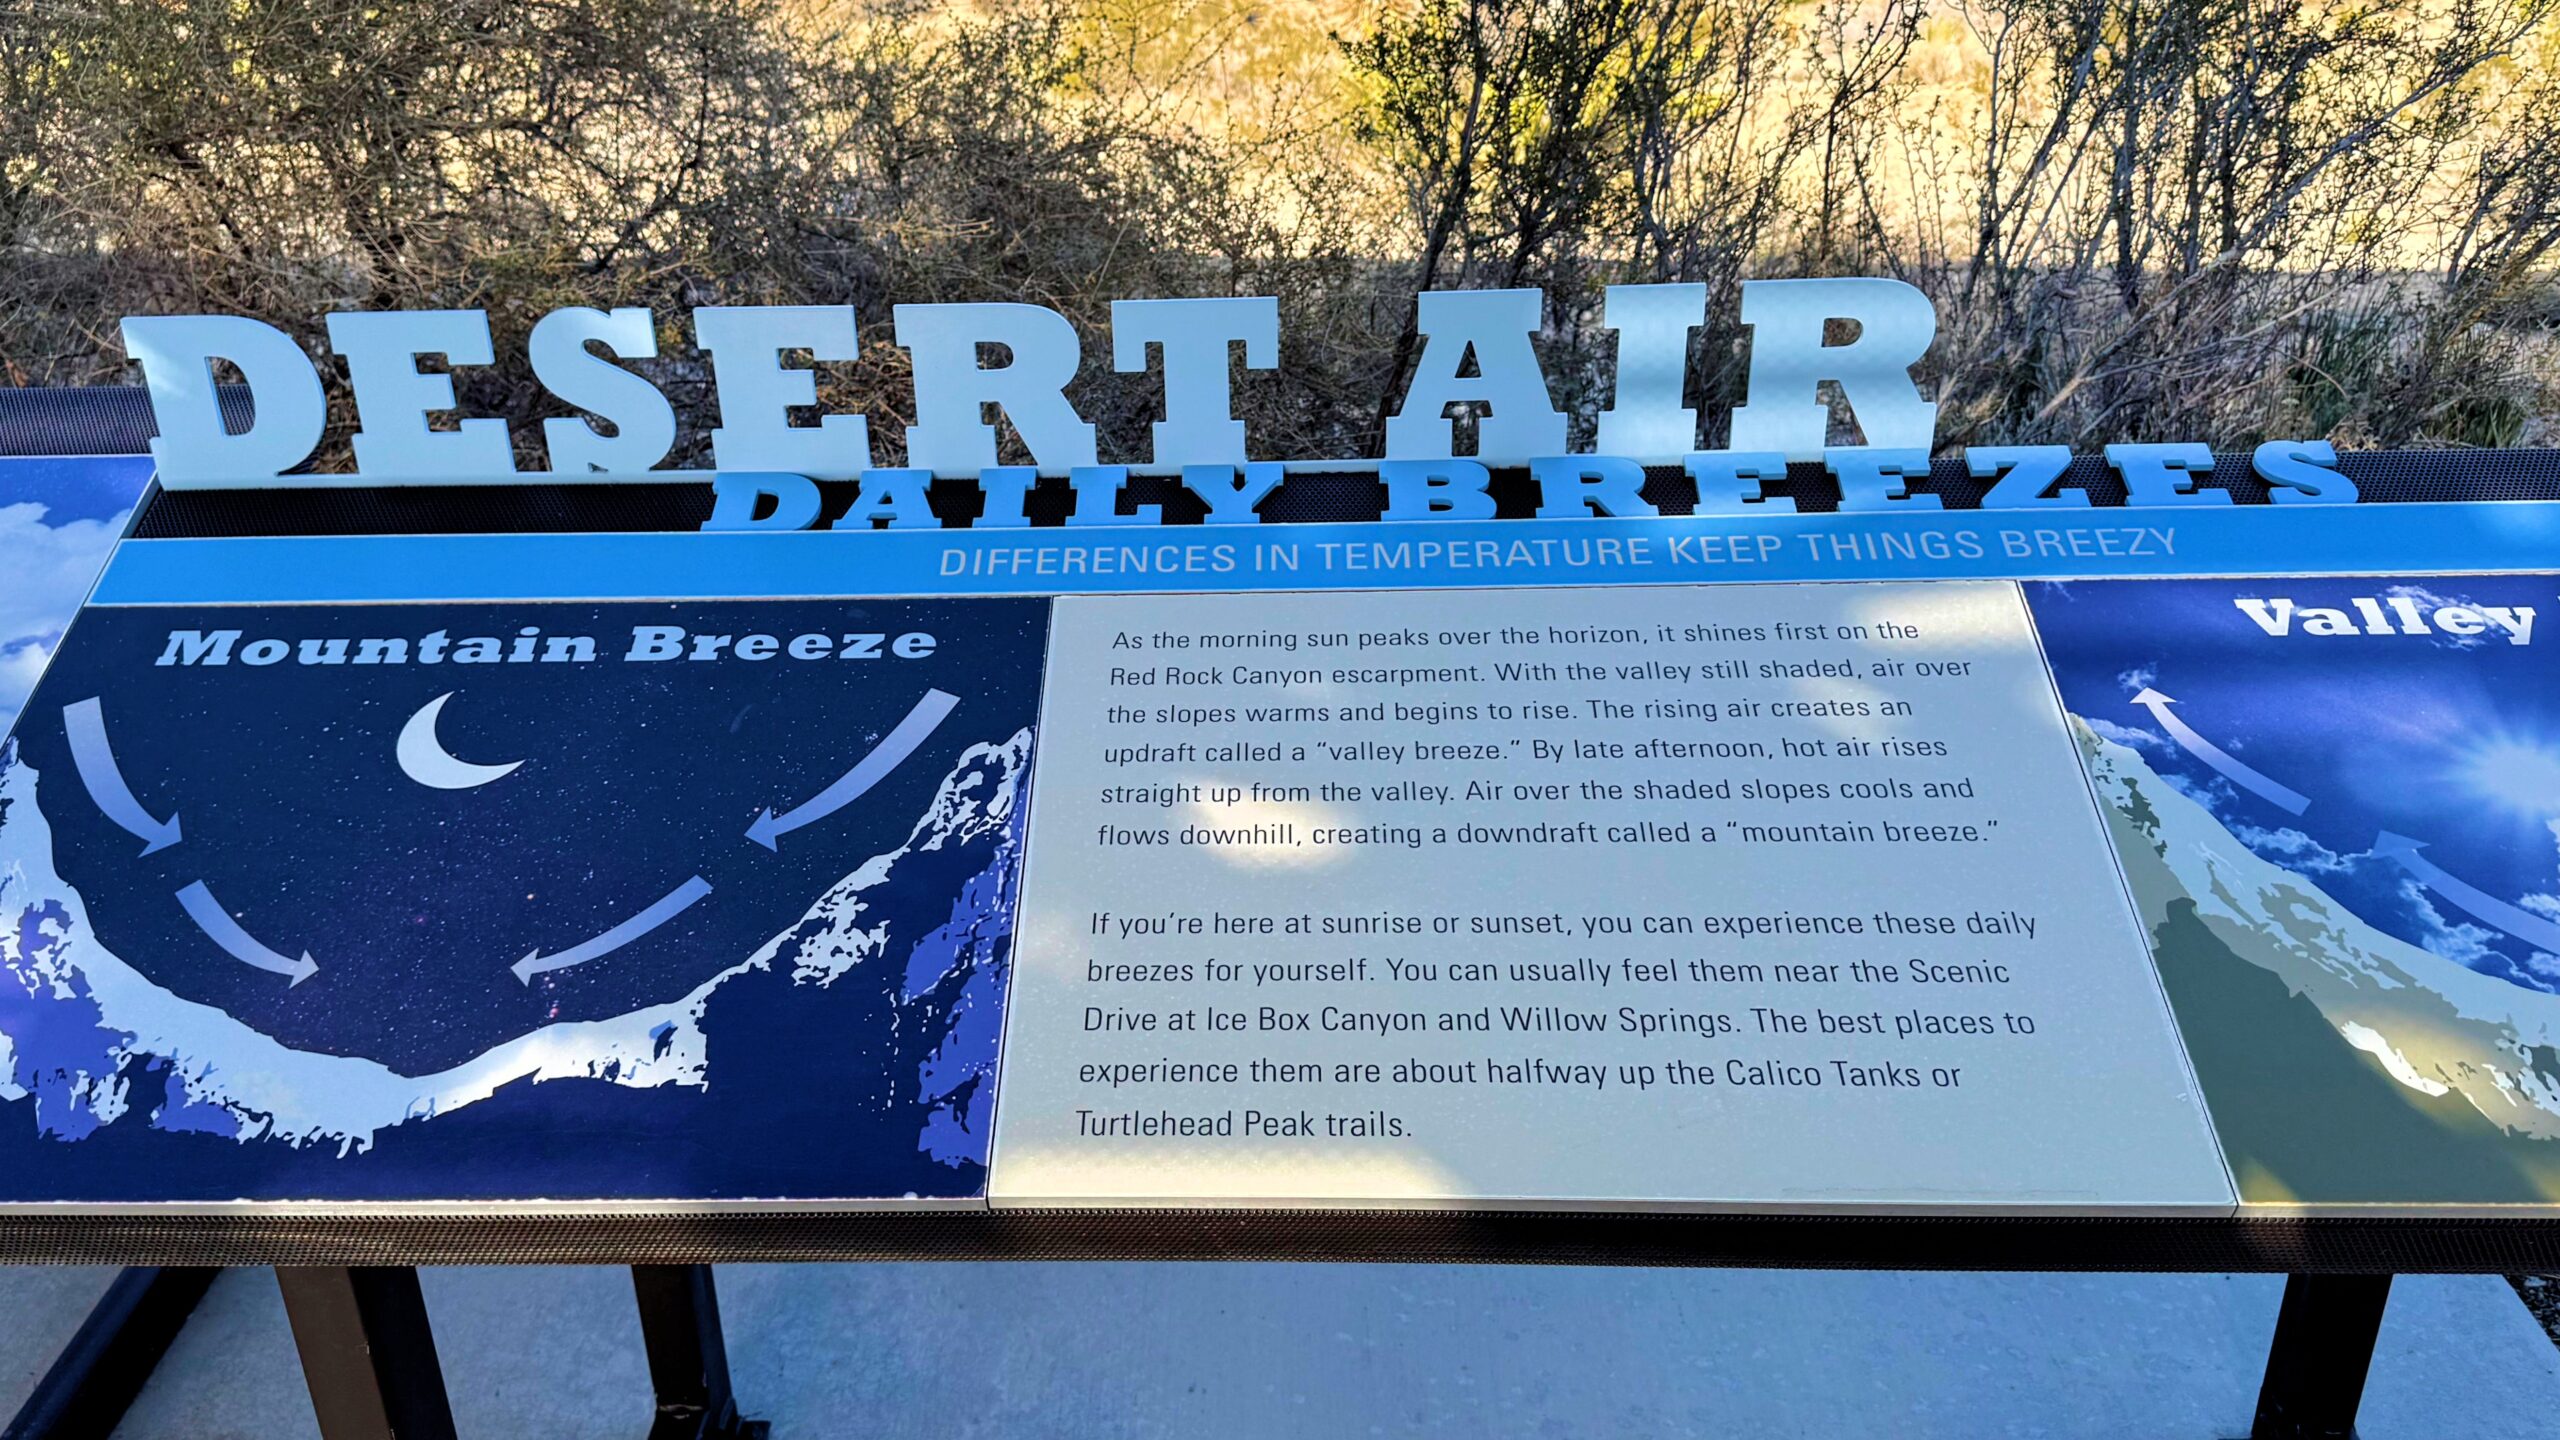 DESERT AIR
DAILY BREEZES
DIFFERENCES IN TEMPERATURE KEEP THINGS BREEZY
Mountain Breeze
As the morning sun peaks over the horizon, it shines first on the
Red Rock Canyon escarpment. With the valley still shaded, air over
the slopes warms and begins to rise. The rising air creates an
updraft called a “valley breeze.” By late afternoon, hot air rises
straight up from the valley. Air over the shaded slopes cools and
flows downhill, creating a downdraft called a “mountain breeze.”
If you’re here at sunrise or sunset, you can experience these daily
breezes for yourself. You can usually feel them near the Scenic
Drive at Ice Box Canyon and Willow Springs. The best places to
experience them are about halfway up the Calico Tanks or
Turtlehead Peak trails.
Valley